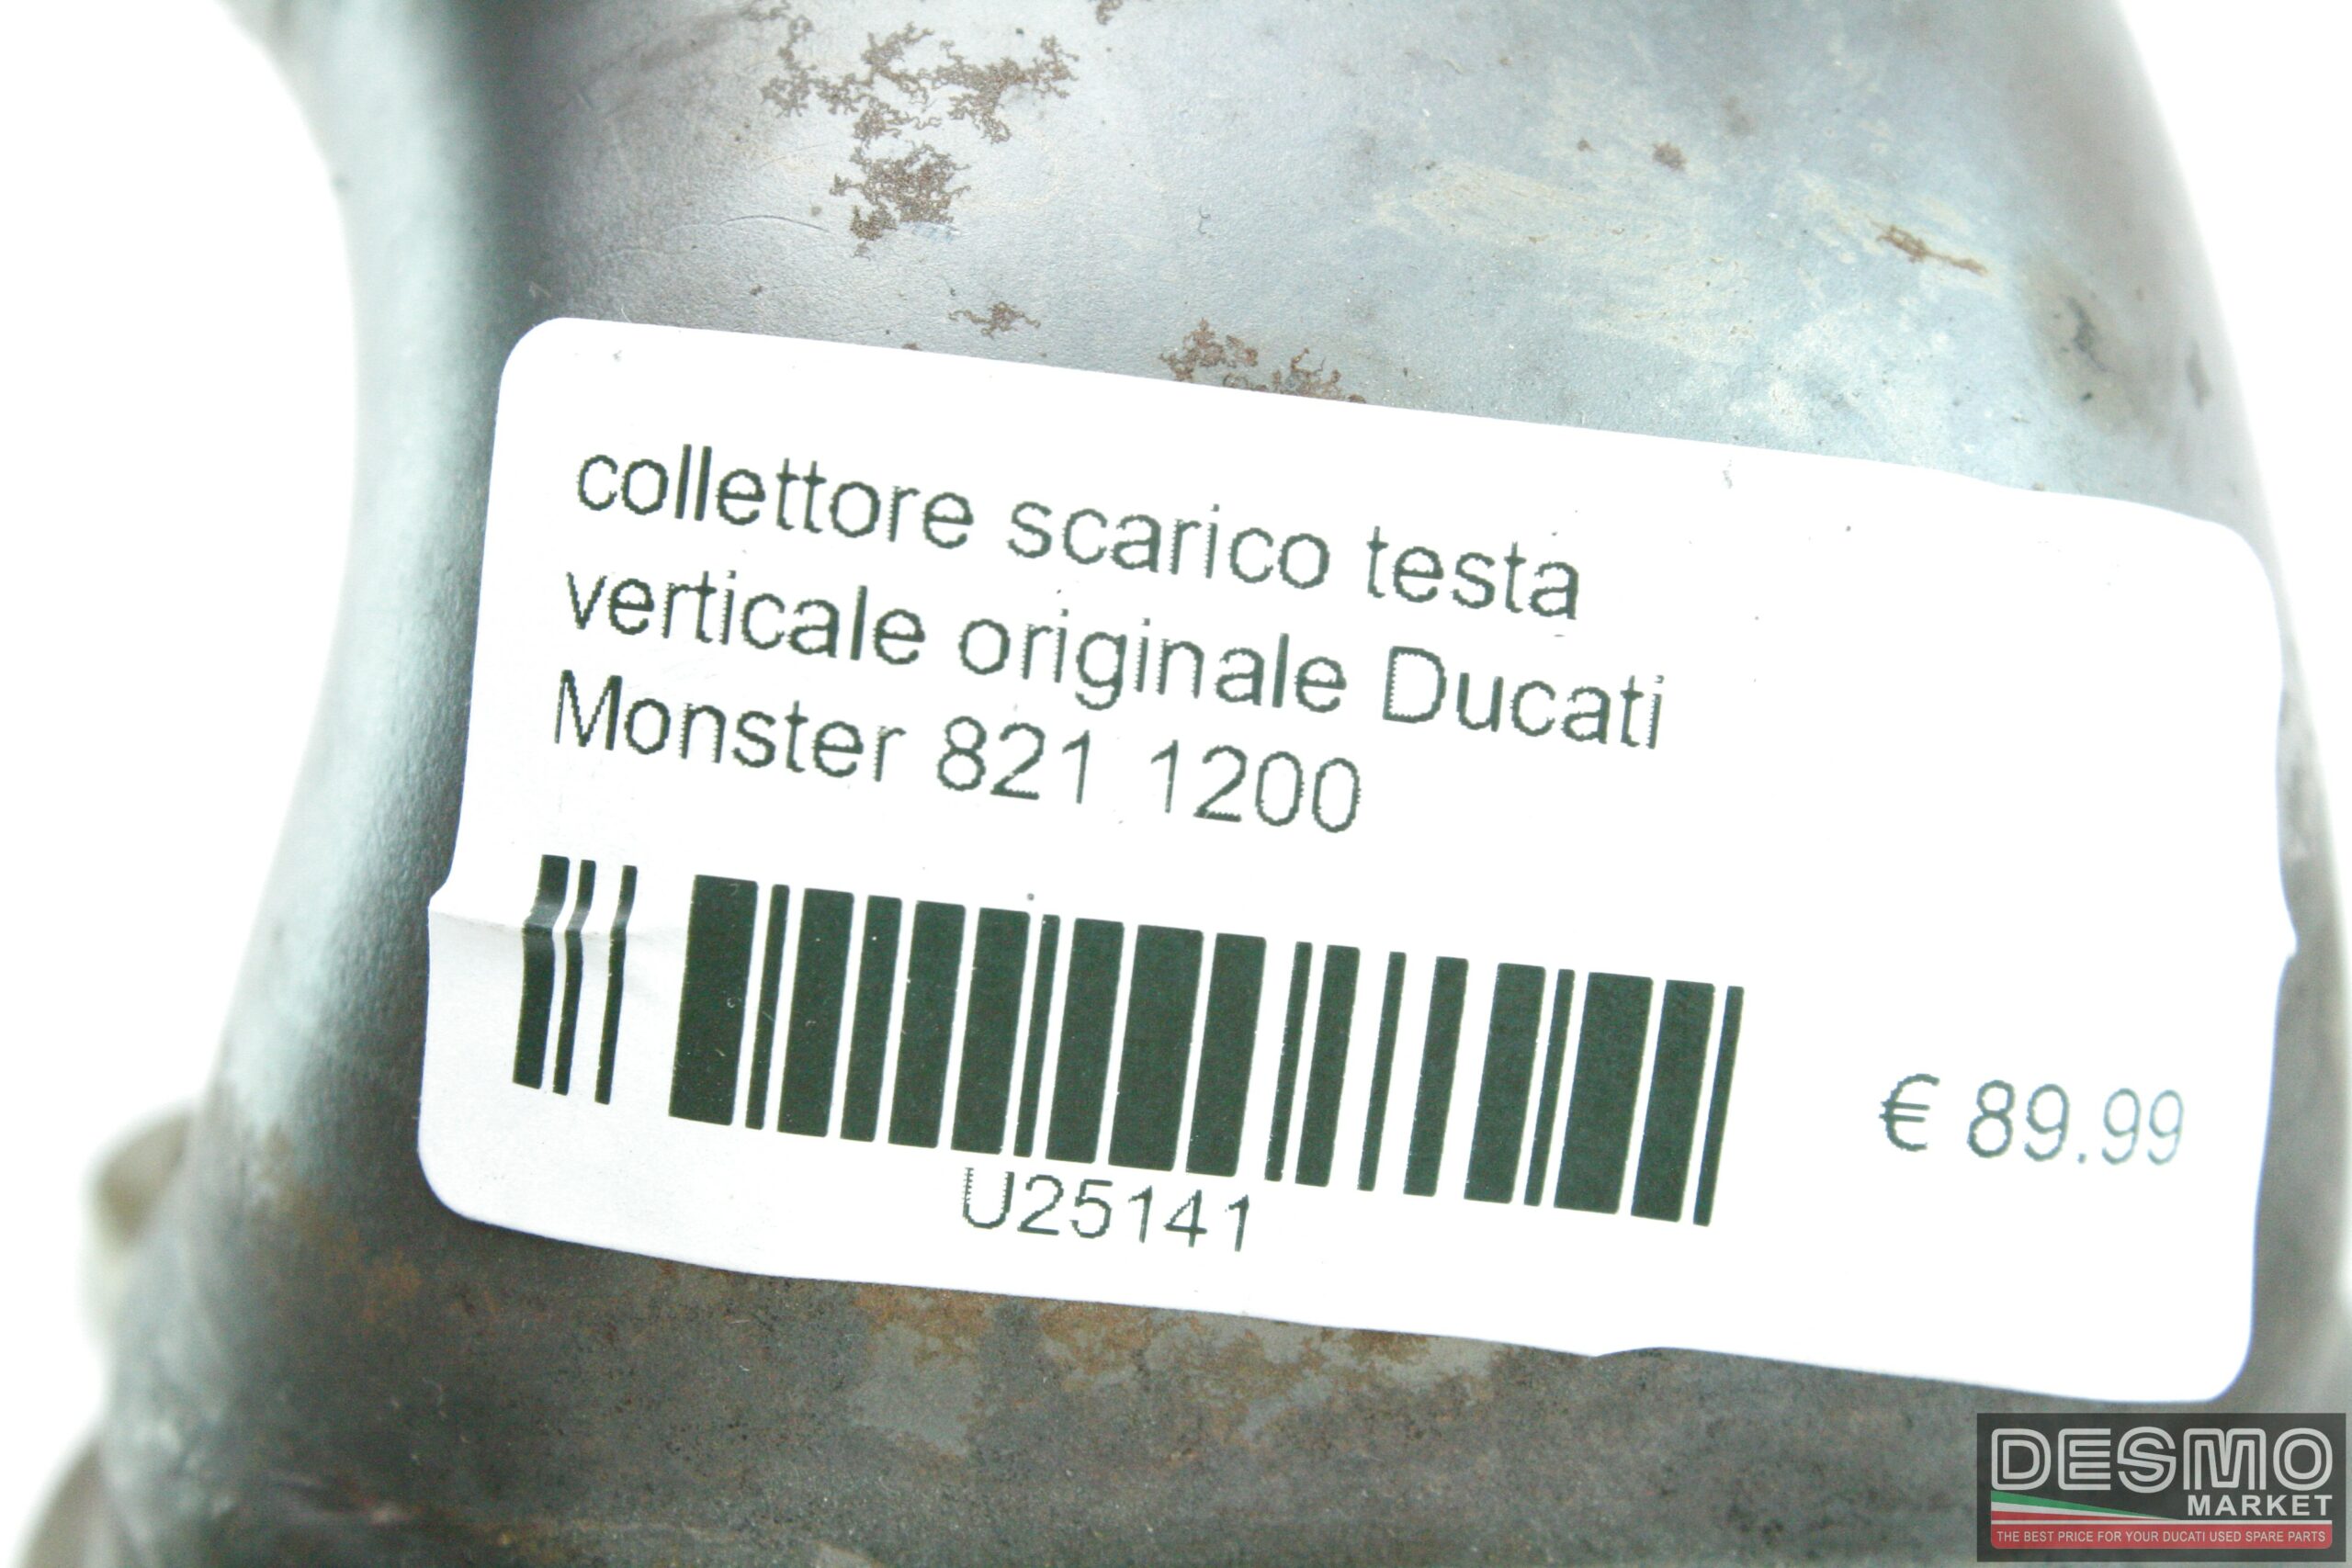 collettore scarico testa
verticale originale Ducati
Monster 821 1200
€ 89.99
U25141
DESMO
MARKET
THE BEST PRICE FOR YOUR DUCATI USED SPARE PARTS